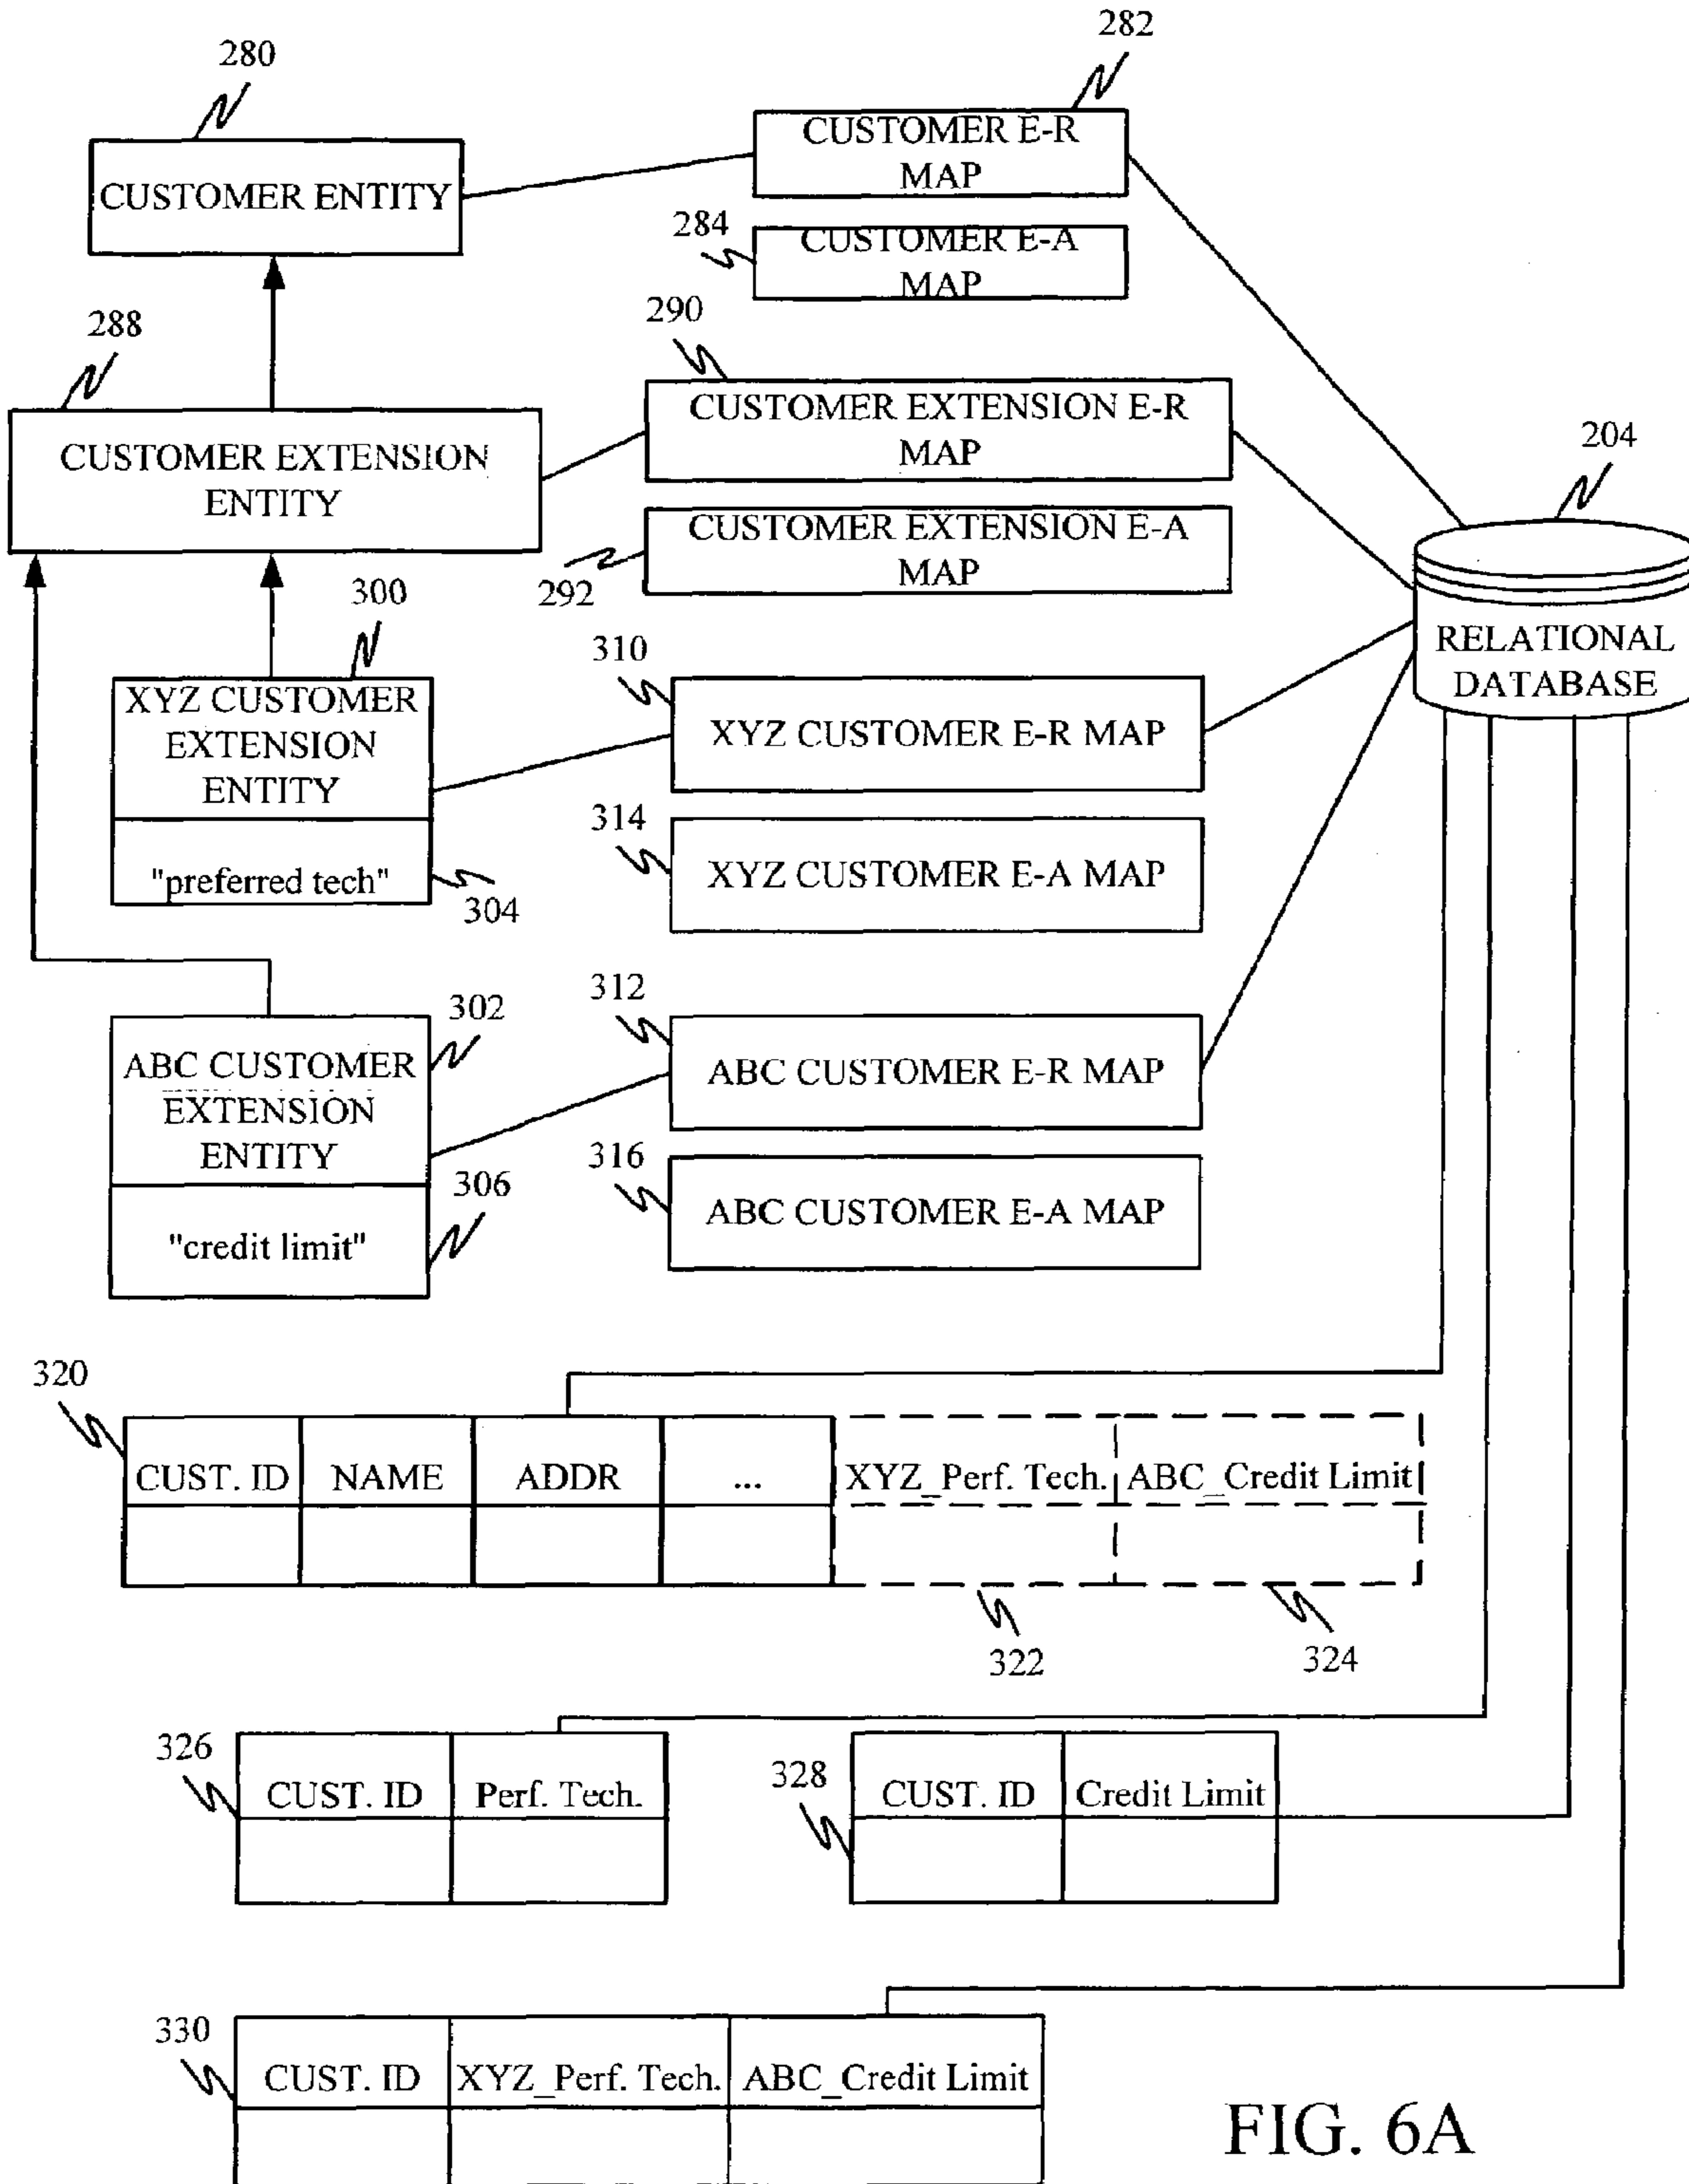 282
280
CUSTOMER E-R
MAP
CUSTOMER ENTITY
284
CUSTOMER E-A
MAP
290
288
CUSTOMER EXTENSION E-R
MAP
204
CUSTOMER EXTENSION
ENTITY
CUSTOMER EXTENSION E-A
MAP
292
300
RELATIONAL
DATABASE
310
XYZ CUSTOMER
EXTENSION
ENTITY
XYZ CUSTOMER E-R MAP
314
"preferred tech"
304
XYZ CUSTOMER E-A MAP
312
302
ABC CUSTOMER
EXTENSION
ENTITY
ABC CUSTOMER E-R MAP
316
306
ABC CUSTOMER E-A MAP
"credit limit"
320
CUST. ID NAME ADDR ... XYZ_Perf. Tech. ABC_Credit Limit
322 324
326
CUST. ID Perf. Tech.
328
CUST. ID Credit Limit
330
CUST. ID XYZ_Perf. Tech. ABC_Credit Limit
FIG. 6A